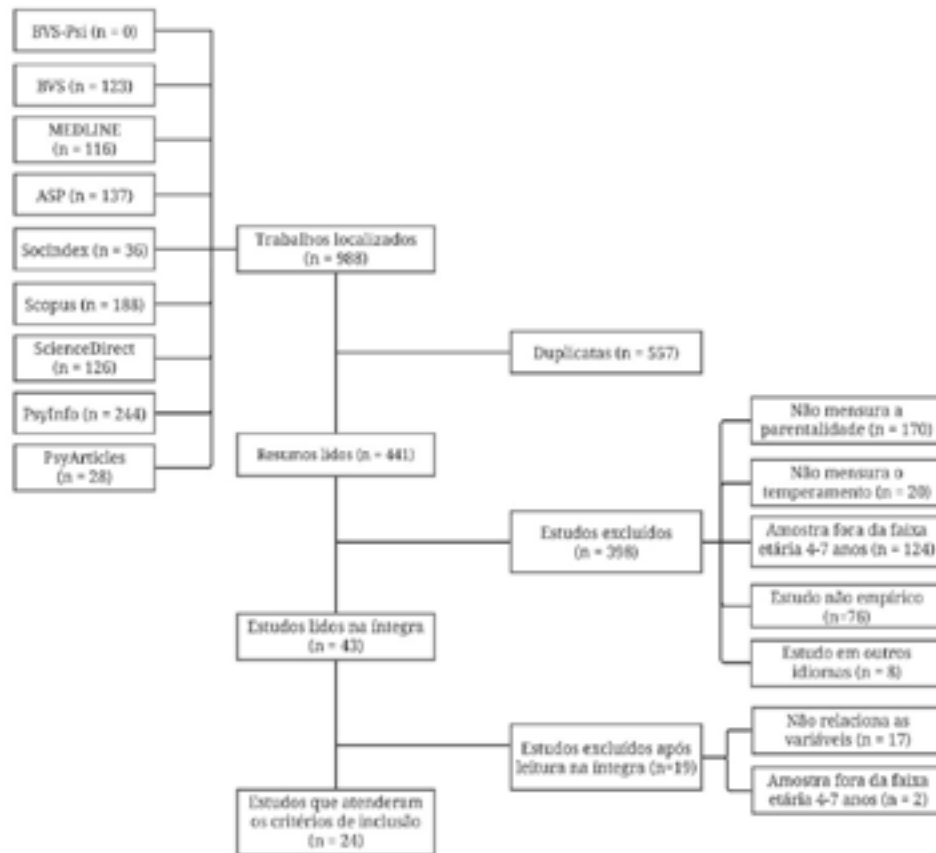 BVS-Psi (n = 0)
BVS (n = 123)
MEDLINE
(n = 116)
ASP (n = 137)
SocIndex (n = 36)
Scopus (n = 188)
ScienceDirect
(n = 126)
PsyInfo (n = 244)
PsyArticles
(n = 28)
Trabalhos localizados
(n = 988)
Duplicatas (n = 557)
Resumos lidos (n = 441)
Estudos excluídos
(n = 398)
Não mensura a
parentalidade (n = 170)
Não mensura o
temperamento (n = 20)
Amostra fora da faixa
etária 4-7 anos (n = 124)
Estudo não empírico
(n=76)
Estudo em outros
idiomas (n = 8)
Estudos lidos na íntegra
(n = 43)
Estudos excluídos após
leitura na íntegra (n=19)
Não relaciona as
variáveis (n = 17)
Amostra fora da faixa
etária 4-7 anos (n = 2)
Estudos que atenderam
os critérios de inclusão
(n = 24)